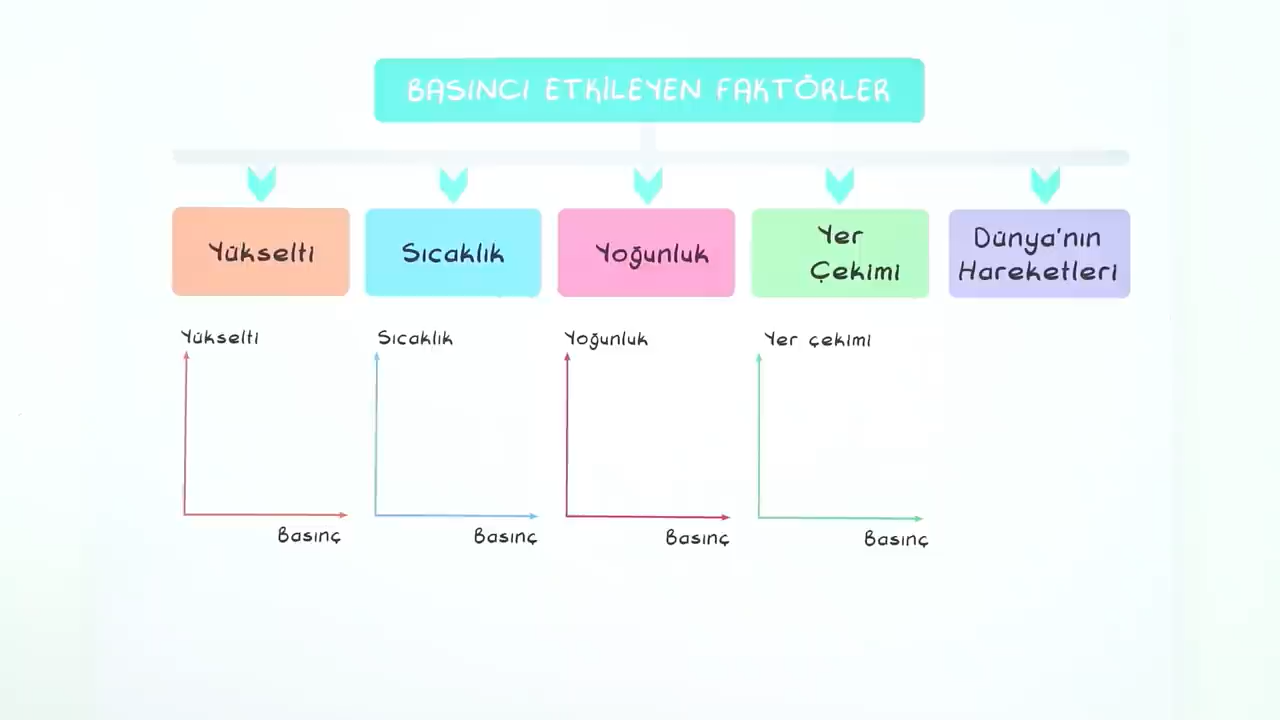 BASINCI ETKİLEYEN FAKTÖRLER
Yükselti
Sıcaklık
Yoğunluk
Yer
Çekimi
Dünya'nın
Hareketleri
Yükselti
Sıcaklık
Yoğunluk
Yer çekimi
Basınç
Basınç
Basınç
Basınç